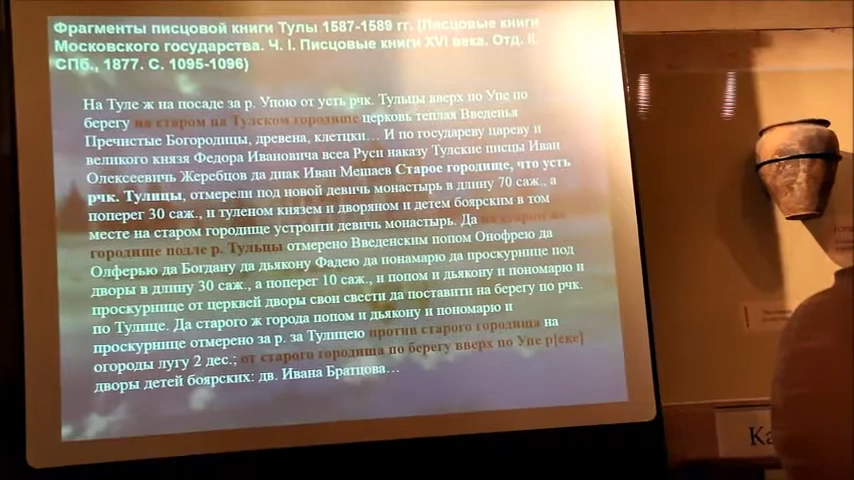 Фрагменты писцовой книги Тулы 1587-1589 гг. (Писцовые книги
Московского государства. Ч. I. Писцовые книги XVI века. Отд. II.
СПб., 1877. С. 1095-1096)
На Туле ж на посаде за р. Упою от усть рчк. Тульцы вверх по Упе по
берегу на старом на Тулском городище церковь теплая Введенья
Пречистые Богородицы, древена, клетцки… И по государеву цареву и
великого князя Федора Ивановича всеа Руси наказу Тулские писцы Иван
Олексеевичь Жеребцов да диак Иван Мешаев Старое городище, что усть
рчк. Тулицы, отмерели под новой девичь монастырь в длину 70 саж., а
поперег 30 саж., и туленом князем и дворяном и детем боярским в том
месте на старом городище устроити девичь монастырь. Да на старом же
городище подле р. Тульцы отмерено Введенским попом Онофрею да
Олферью да Богдану да дьякону Фадею да понамарю да проскурнице под
дворы в длину 30 саж., а поперег 10 саж., и попом и дьякону и пономарю и
проскурнице от церквей дворы свои свести да поставити на берегу по рчк.
по Тулице. Да старого ж города попом и дьякону и пономарю и
проскурнице отмерено за р. за Тулицею против старого городища на
огороды лугу 2 дес.; от старого городища по берегу вверх по Упе р[еке]
дворы детей боярских: дв. Ивана Братцова…
Ка